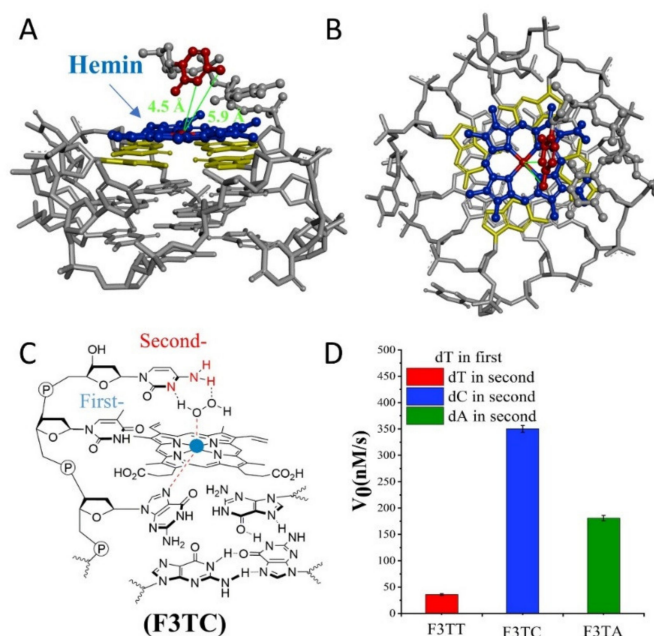 A
Hemin
4.5 Å
5.9 Å
B
C
Second-
OH
H
N
N
H
P
O
N
O
H
O
O
H
First-
O
N
NH
O
P
HO2C
CO2H
O
N
N
O
N
NH
NH2
P
H2N
N
N
N
N
O
H
H
O
N
N
O
N
H
O
N
N
N
N
H
N
H
N
H
(F3TC)
D
V0(nM/s)
500
450
400
350
300
250
200
150
100
50
0
dT in first
dT in second
dC in second
dA in second
F3TT
F3TC
F3TA